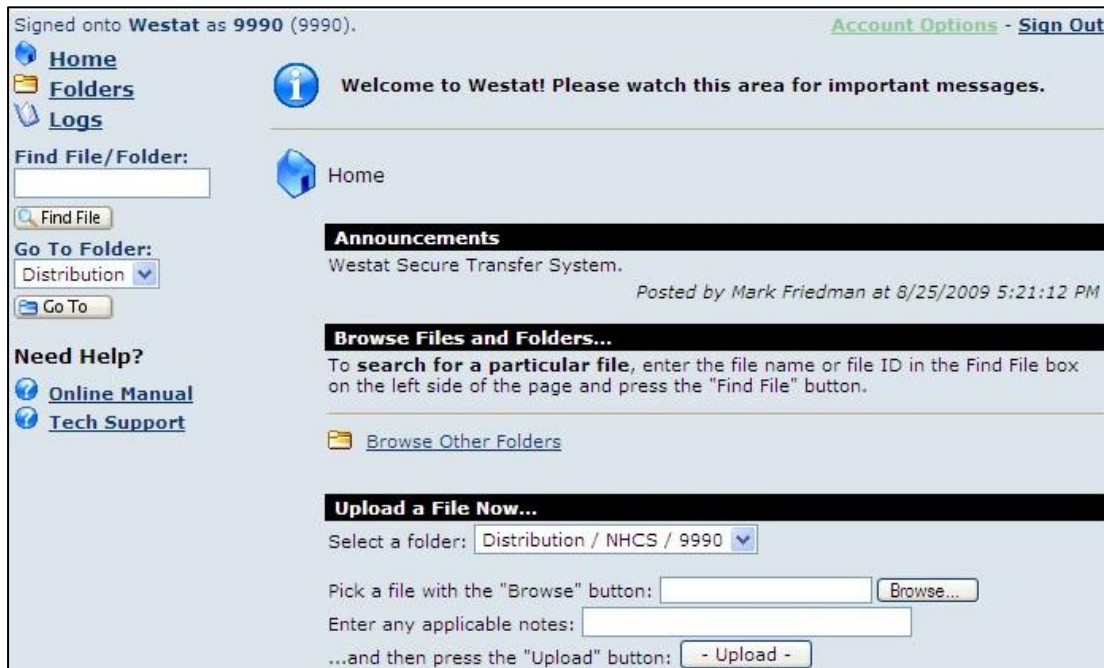 Signed onto Westat as 9990 (9990).
Account Options - Sign Out
Home
Folders
Logs
Find File/Folder:
Find File
Go To Folder:
Distribution
Go To
Need Help?
Online Manual
Tech Support
Welcome to Westat! Please watch this area for important messages.
Home
Announcements
Westat Secure Transfer System.
Posted by Mark Friedman at 8/25/2009 5:21:12 PM
Browse Files and Folders...
To search for a particular file, enter the file name or file ID in the Find File box
on the left side of the page and press the "Find File" button.
Browse Other Folders
Upload a File Now...
Select a folder: Distribution / NHCS / 9990
Pick a file with the "Browse" button: Browse...
Enter any applicable notes:
...and then press the "Upload" button: - Upload -